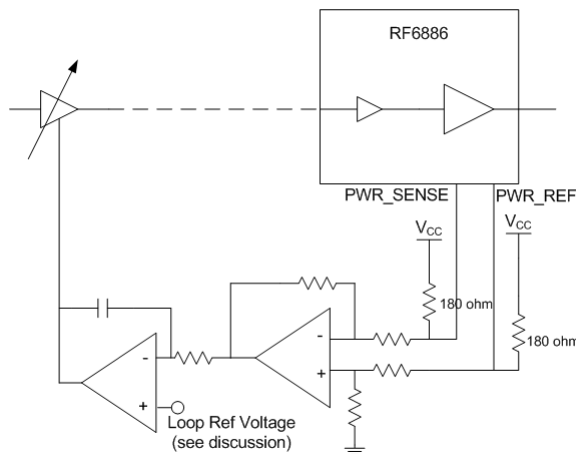 RF6886
PWR_SENSE
PWR_REF
VCC
VCC
180 ohm
180 ohm
-
+
-
+
Loop Ref Voltage
(see discussion)